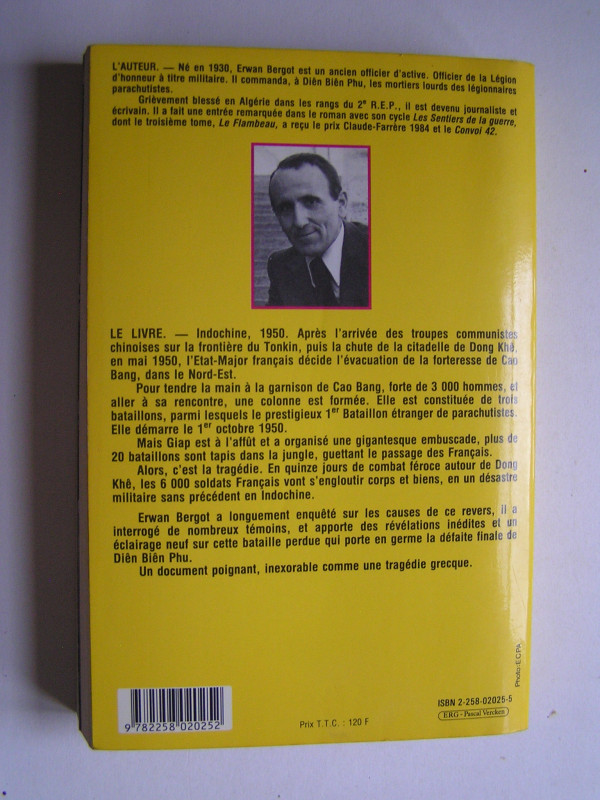 L'AUTEUR. — Né en 1930, Erwan Bergot est un ancien officier d'active. Officier de la Légion
d'honneur à titre militaire. Il commanda, à Diên Biên Phu, les mortiers lourds des légionnaires
parachutistes.
Grièvement blessé en Algérie dans les rangs du 2e R.E.P., il est devenu journaliste et
écrivain. Il a fait une entrée remarquée dans le roman avec son cycle Les Sentiers de la guerre,
dont le troisième tome, Le Flambeau, a reçu le prix Claude-Farrère 1984 et le Convoi 42.
LE LIVRE. — Indochine, 1950. Après l'arrivée des troupes communistes
chinoises sur la frontière du Tonkin, puis la chute de la citadelle de Dong Khê,
en mai 1950, l'Etat-Major français décide l'évacuation de la forteresse de Cao
Bang, dans le Nord-Est.
Pour tendre la main à la garnison de Cao Bang, forte de 3 000 hommes, et
aller à sa rencontre, une colonne est formée. Elle est constituée de trois
bataillons, parmi lesquels le prestigieux 1er Bataillon étranger de parachutistes.
Elle démarre le 1er octobre 1950.
Mais Giap est à l'affût et a organisé une gigantesque embuscade, plus de
20 bataillons sont tapis dans la jungle, guettant le passage des Français.
Alors, c'est la tragédie. En quinze jours de combat féroce autour de Dong
Khê, les 6 000 soldats Français vont s'engloutir corps et biens, en un désastre
militaire sans précédent en Indochine.
Erwan Bergot a longuement enquêté sur les causes de ce revers, il a
interrogé de nombreux témoins, et apporte des révélations inédites et un
éclairage neuf sur cette bataille perdue qui porte en germe la défaite finale de
Diên Biên Phu.
Un document poignant, inexorable comme une tragédie grecque.
Photo: ECPA
ISBN 2-258-02025-5
ERG - Pascal Vercken
9 782258 020252
Prix T.T.C. : 120 F